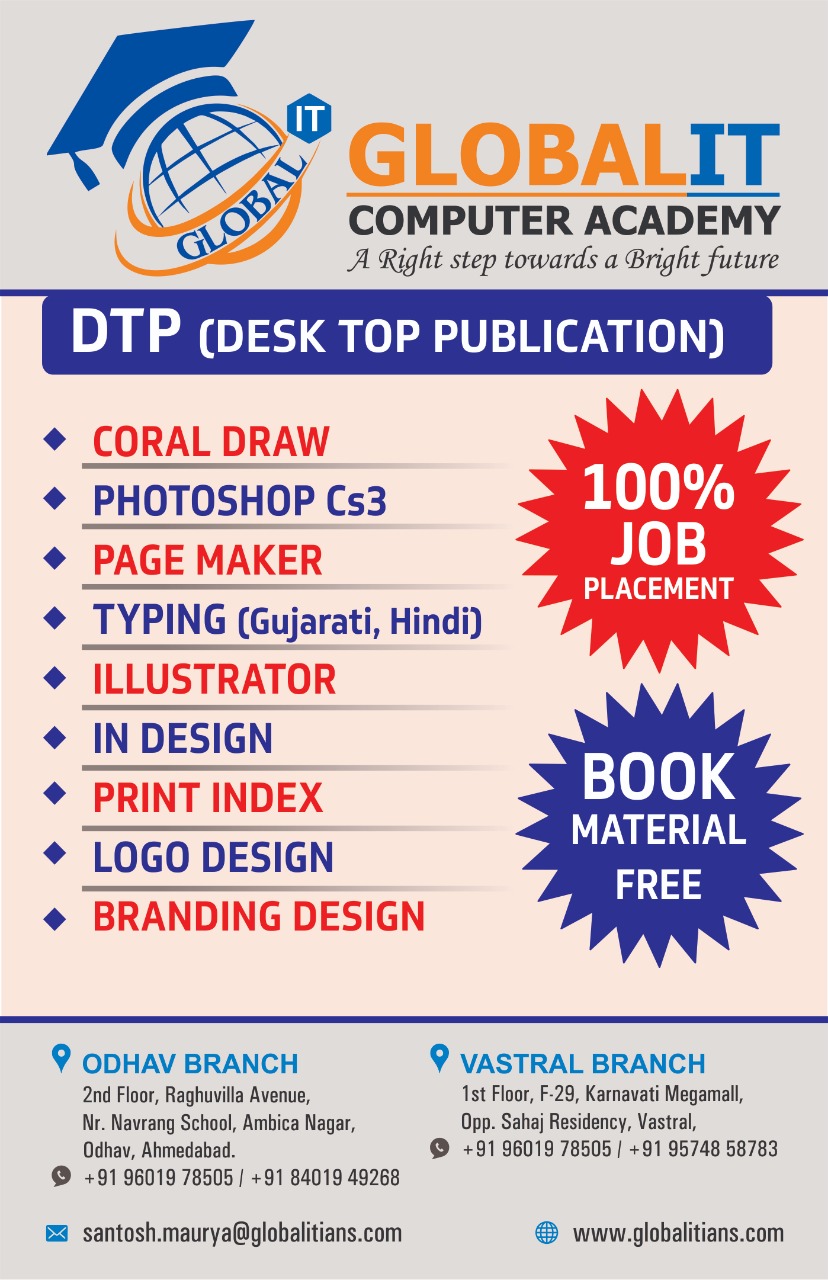 IT
GLOBAL
GLOBALIT
COMPUTER ACADEMY
A Right step towards a Bright future
DTP (DESK TOP PUBLICATION)
CORAL DRAW
PHOTOSHOP Cs3
PAGE MAKER
TYPING (Gujarati, Hindi)
ILLUSTRATOR
IN DESIGN
PRINT INDEX
LOGO DESIGN
BRANDING DESIGN
100%
JOB
PLACEMENT
BOOK
MATERIAL
FREE
ODHAV BRANCH
2nd Floor, Raghuvilla Avenue,
Nr. Navrang School, Ambica Nagar,
Odhav, Ahmedabad.
+91 96019 78505 / +91 84019 49268
VASTRAL BRANCH
1st Floor, F-29, Karnavati Megamall,
Opp. Sahaj Residency, Vastral,
+91 96019 78505 / +91 95748 58783
santosh.maurya@globalitians.com
www.globalitians.com